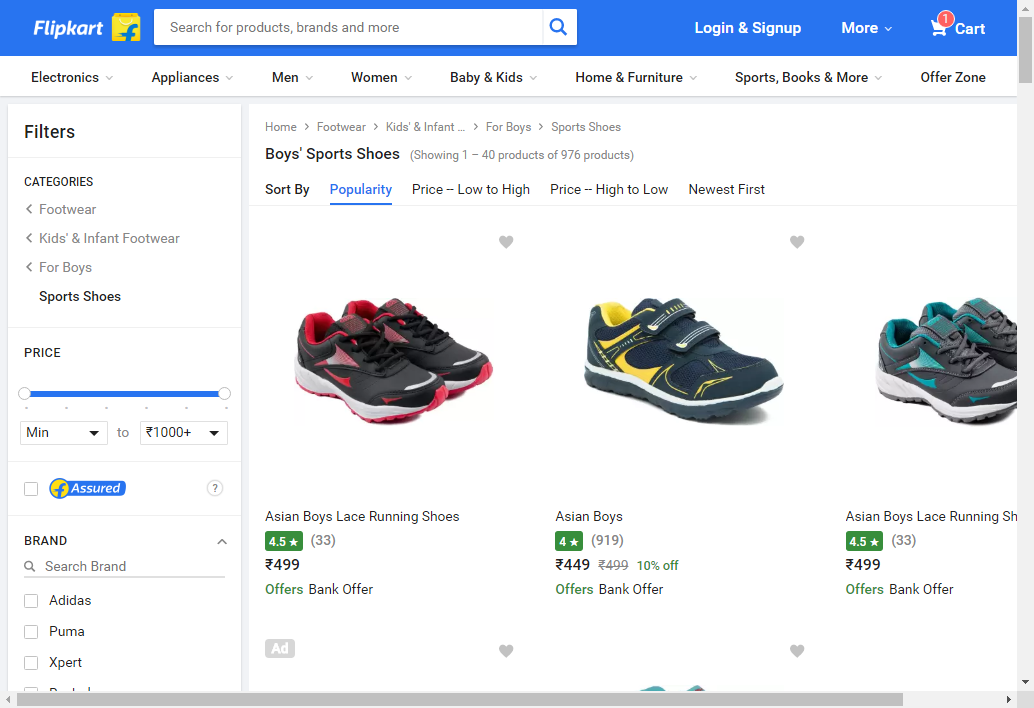 Flipkart
Search for products, brands and more
Login & Signup
More
1
Cart
Electronics
Appliances
Men
Women
Baby & Kids
Home & Furniture
Sports, Books & More
Offer Zone
Filters
CATEGORIES
Footwear
Kids' & Infant Footwear
For Boys
Sports Shoes
PRICE
Min
to
₹1000+
Assured
?
BRAND
Search Brand
Adidas
Puma
Xpert
Home
Footwear
Kids' & Infant ...
For Boys
Sports Shoes
Boys' Sports Shoes (Showing 1 – 40 products of 976 products)
Sort By
Popularity
Price -- Low to High
Price -- High to Low
Newest First
Asian Boys Lace Running Shoes
4.5 ★ (33)
₹499
Offers Bank Offer
Asian Boys
4 ★ (919)
₹449 ₹499 10% off
Offers Bank Offer
Asian Boys Lace Running Sh
4.5 ★ (33)
₹499
Offers Bank Offer
Ad